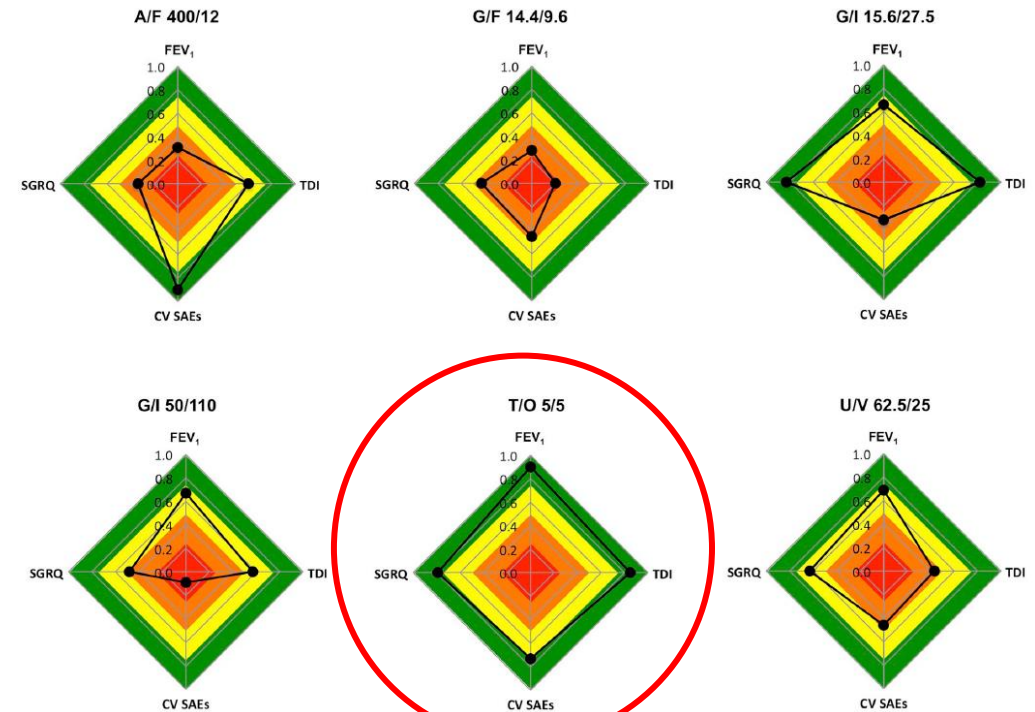 A/F 400/12
FEV₁
1.0
0.8
0.6
0.4
0.2
0.0
SGRQ
TDI
CV SAEs
G/F 14.4/9.6
FEV₁
1.0
0.8
0.6
0.4
0.2
0.0
SGRQ
TDI
CV SAEs
G/I 15.6/27.5
FEV₁
1.0
0.8
0.6
0.4
0.2
0.0
SGRQ
TDI
CV SAEs
G/I 50/110
FEV₁
1.0
0.8
0.6
0.4
0.2
0.0
SGRQ
TDI
CV SAEs
T/O 5/5
FEV₁
1.0
0.8
0.6
0.4
0.2
0.0
SGRQ
TDI
CV SAEs
U/V 62.5/25
FEV₁
1.0
0.8
0.6
0.4
0.2
0.0
SGRQ
TDI
CV SAEs